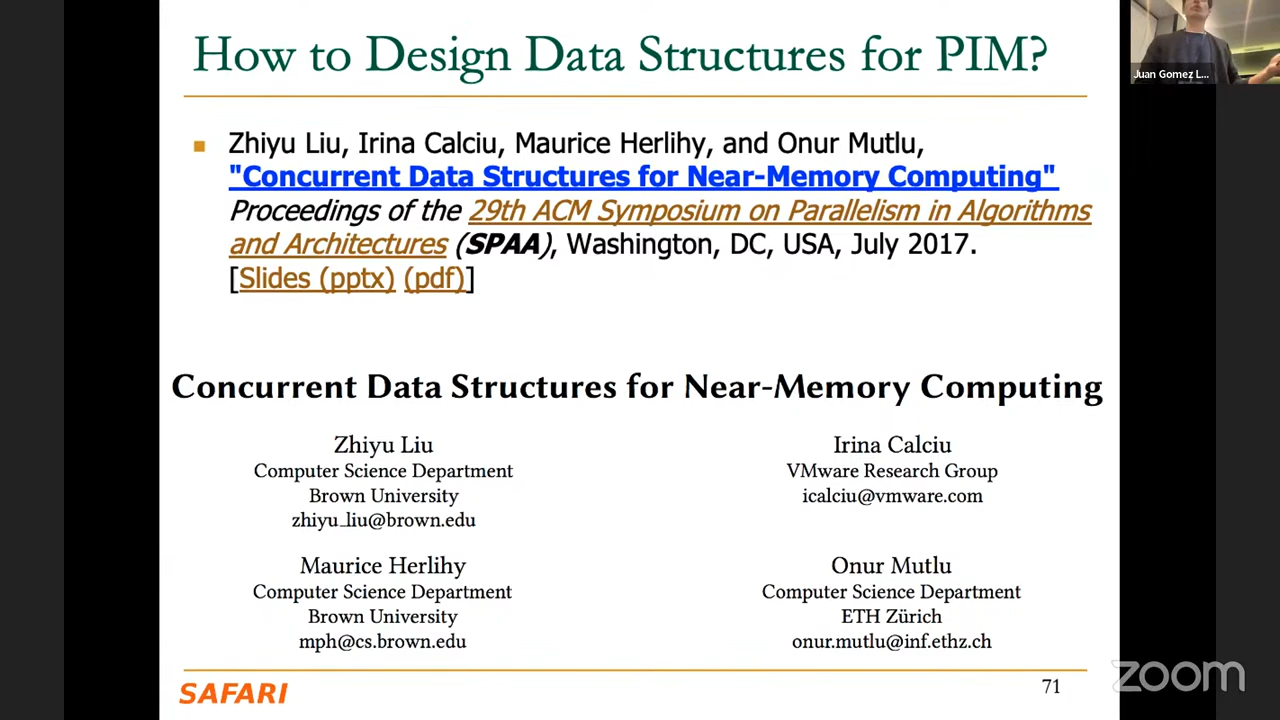 How to Design Data Structures for PIM?
Juan Gomez L...
Zhiyu Liu, Irina Calciu, Maurice Herlihy, and Onur Mutlu,
"Concurrent Data Structures for Near-Memory Computing"
Proceedings of the 29th ACM Symposium on Parallelism in Algorithms
and Architectures (SPAA), Washington, DC, USA, July 2017.
[Slides (pptx) (pdf)]
Concurrent Data Structures for Near-Memory Computing
Zhiyu Liu
Computer Science Department
Brown University
zhiyu_liu@brown.edu
Irina Calciu
VMware Research Group
icalciu@vmware.com
Maurice Herlihy
Computer Science Department
Brown University
mph@cs.brown.edu
Onur Mutlu
Computer Science Department
ETH Zürich
onur.mutlu@inf.ethz.ch
SAFARI
71
zoom